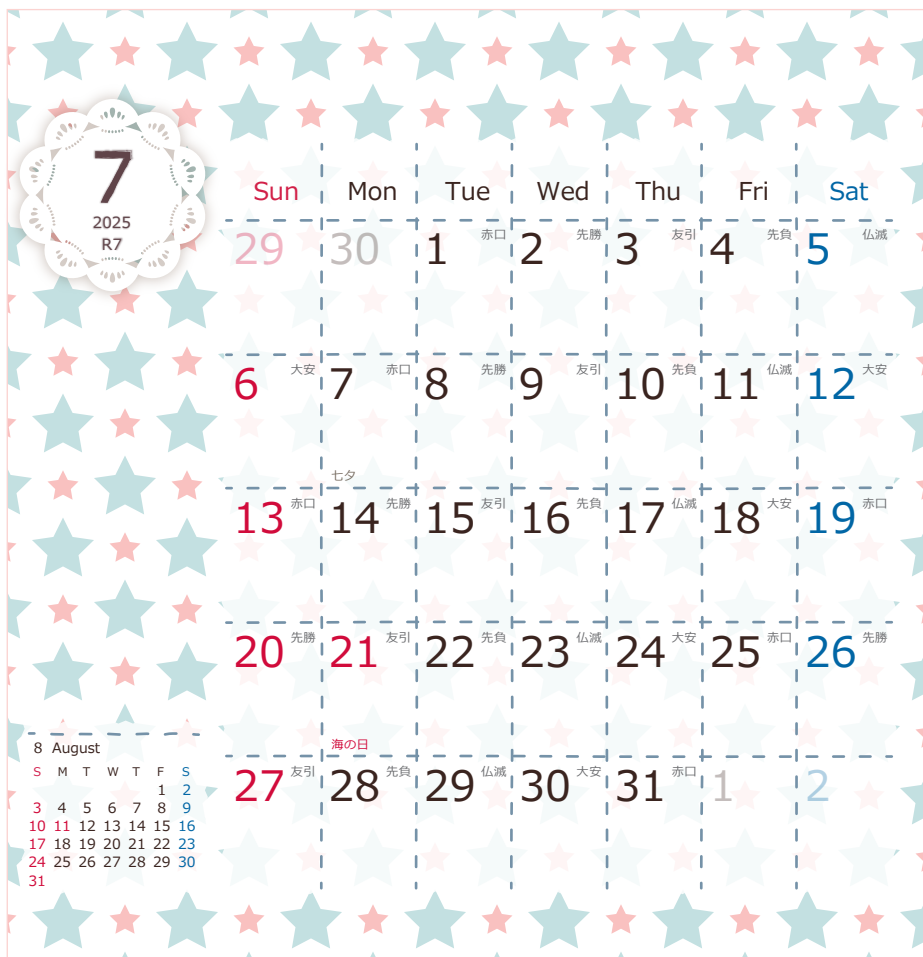 7
2025
R7
Sun Mon Tue Wed Thu Fri Sat
29 30 1 赤口 2 先勝 3 友引 4 先負 5 仏滅
6 大安 7 赤口 8 先勝 9 友引 10 先負 11 仏滅 12 大安
七夕
13 赤口 14 先勝 15 友引 16 先負 17 仏滅 18 大安 19 赤口
20 先勝 21 友引 22 先負 23 仏滅 24 大安 25 赤口 26 先勝
海の日
27 友引 28 先負 29 仏滅 30 大安 31 赤口 1 2
8 August
S M T W T F S
1 2
3 4 5 6 7 8 9
10 11 12 13 14 15 16
17 18 19 20 21 22 23
24 25 26 27 28 29 30
31